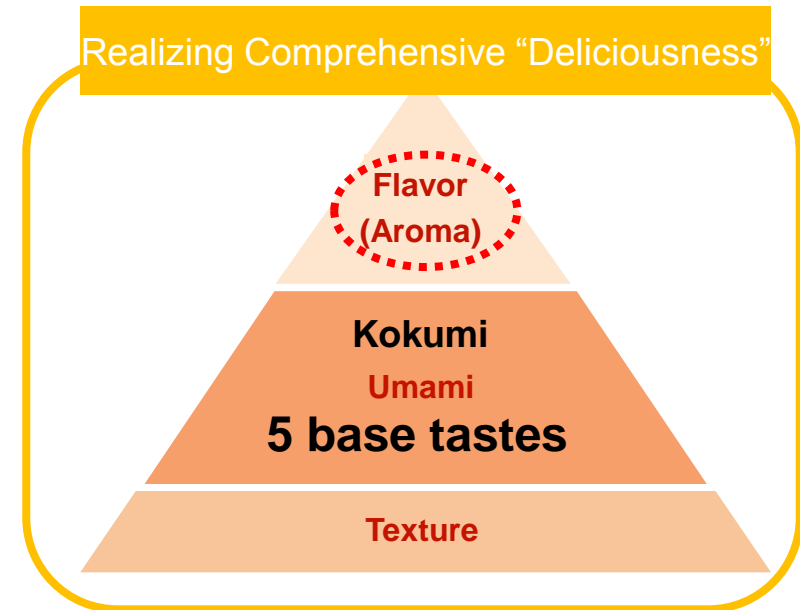 Realizing Comprehensive “Deliciousness”
Flavor
(Aroma)
Kokumi
Umami
5 base tastes
Texture